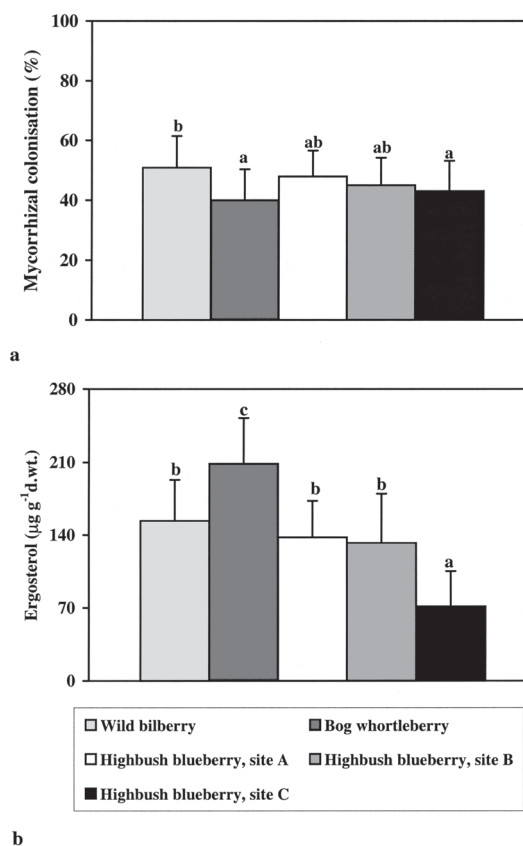 100
80
60
40
20
0
Mycorrhizal colonisation (%)
b
a
ab
ab
a
a
280
210
140
70
0
Ergosterol (µg g⁻¹d.wt.)
b
c
b
b
a
Wild bilberry
Bog whortleberry
Highbush blueberry, site A
Highbush blueberry, site B
Highbush blueberry, site C
b